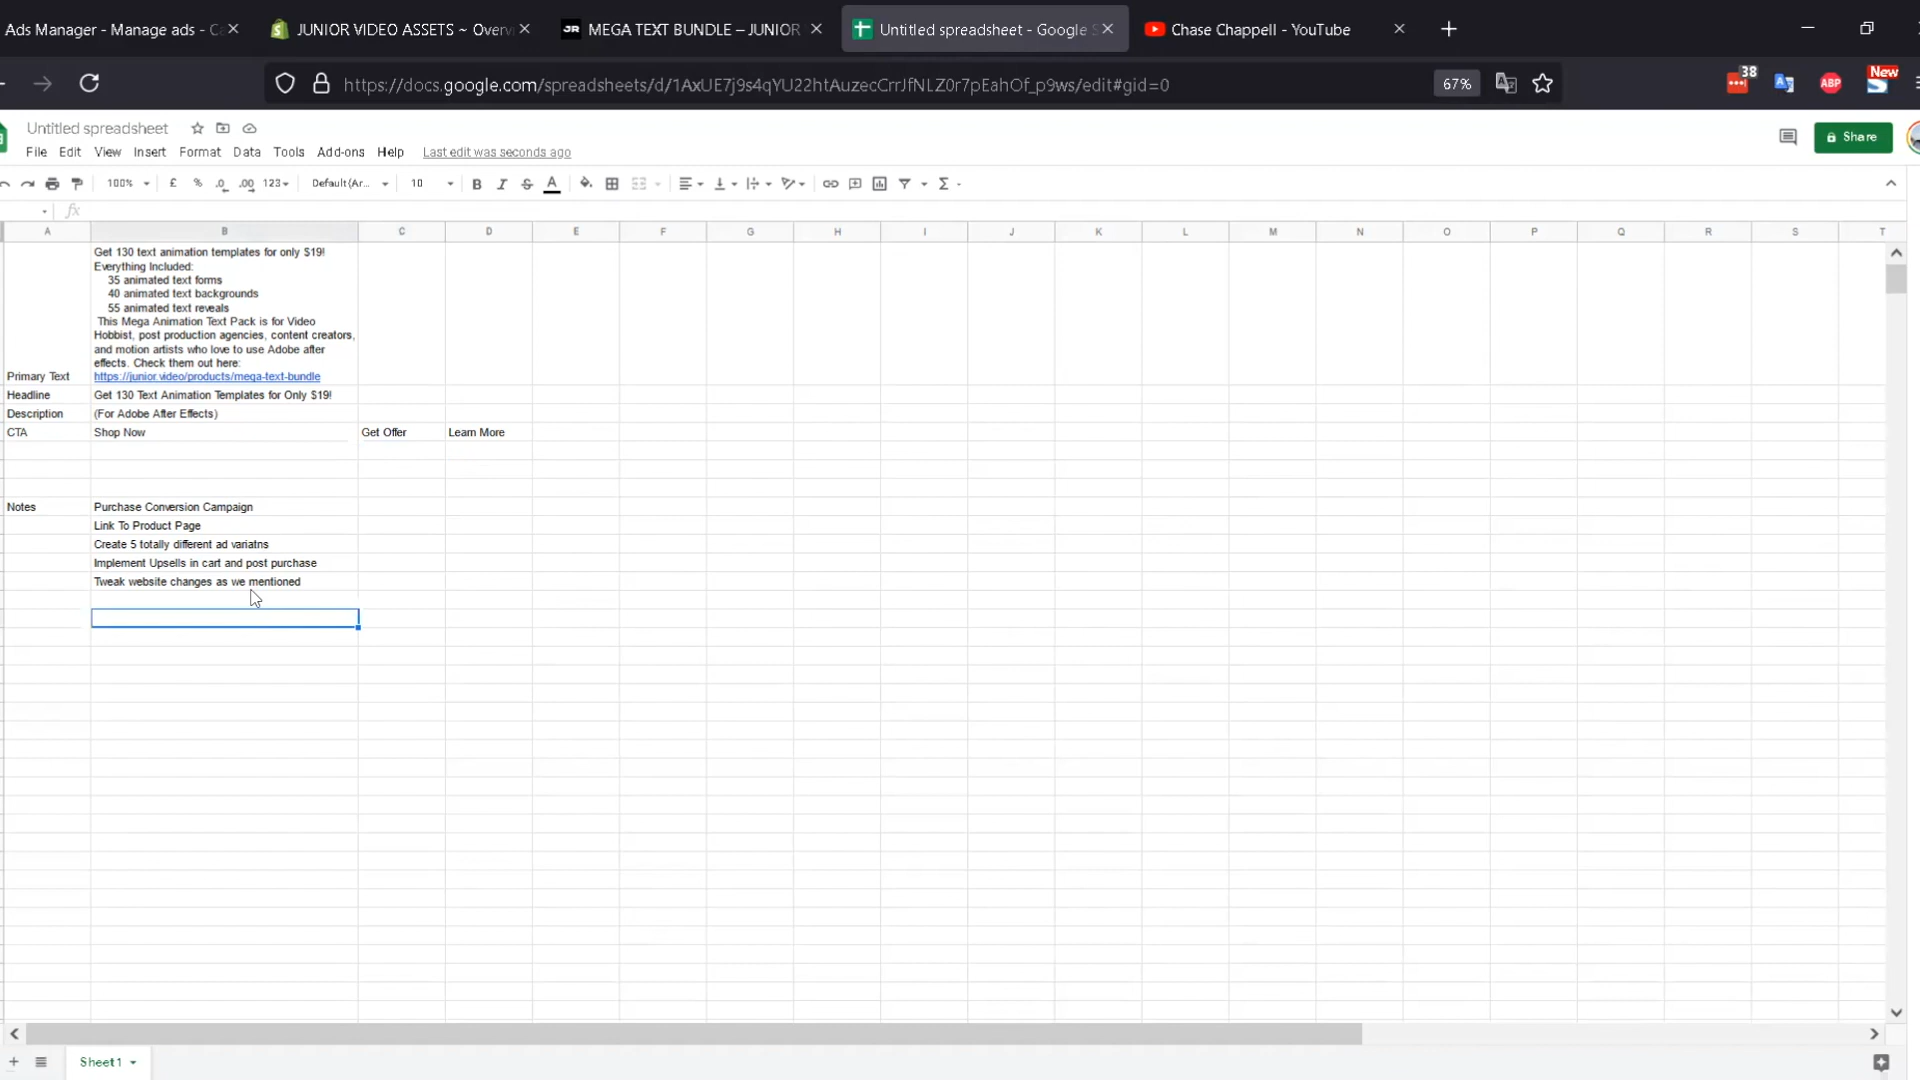 Ads Manager - Manage ads - Ca
JUNIOR VIDEO ASSETS ~ Overv
JR MEGA TEXT BUNDLE – JUNIOR
Untitled spreadsheet - Google S
Chase Chappell - YouTube
https://docs.google.com/spreadsheets/d/1AxUE7j9s4qYU22htAuzecCrrJfNLZ0r7pEahOf_p9ws/edit#gid=0
67%
38
ABP
New
Untitled spreadsheet
File Edit View Insert Format Data Tools Add-ons Help Last edit was seconds ago
Share
100% £ % .0 .00 123 Default (Ar... 10 B I S A
fx
A B C D E F G H I J K L M N O P Q R S T
Get 130 text animation templates for only $19!
Everything Included:
35 animated text forms
40 animated text backgrounds
55 animated text reveals
This Mega Animation Text Pack is for Video
Hobbist, post production agencies, content creators,
and motion artists who love to use Adobe after
effects. Check them out here:
Primary Text https://junior.video/products/mega-text-bundle
Headline Get 130 Text Animation Templates for Only $19!
Description (For Adobe After Effects)
CTA Shop Now Get Offer Learn More
Notes Purchase Conversion Campaign
Link To Product Page
Create 5 totally different ad variatns
Implement Upsells in cart and post purchase
Tweak website changes as we mentioned
Sheet1